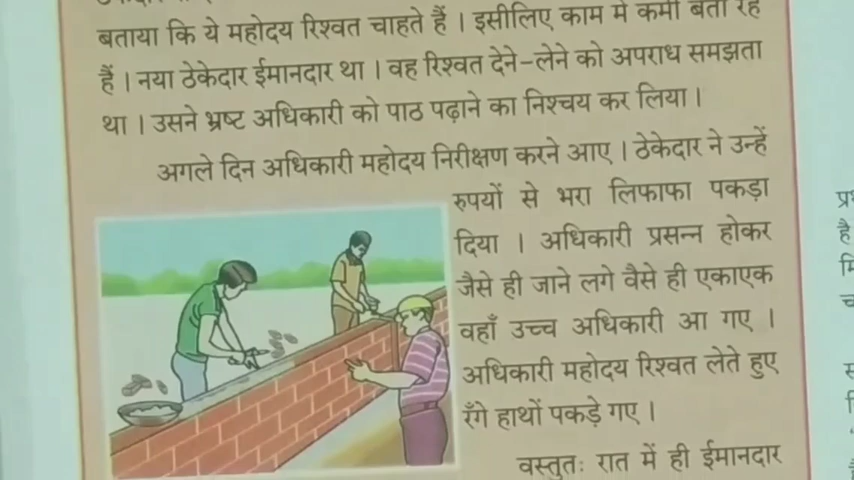 बताया कि ये महोदय रिश्वत चाहते हैं । इसीलिए काम में कमी बता रहे
हैं । नया ठेकेदार ईमानदार था । वह रिश्वत देने-लेने को अपराध समझता
था । उसने भ्रष्ट अधिकारी को पाठ पढ़ाने का निश्चय कर लिया ।
अगले दिन अधिकारी महोदय निरीक्षण करने आए । ठेकेदार ने उन्हें
रुपयों से भरा लिफाफा पकड़ा
दिया । अधिकारी प्रसन्न होकर
जैसे ही जाने लगे वैसे ही एकाएक
वहाँ उच्च अधिकारी आ गए ।
अधिकारी महोदय रिश्वत लेते हुए
रँगे हाथों पकड़े गए ।
वस्तुतः रात में ही ईमानदार